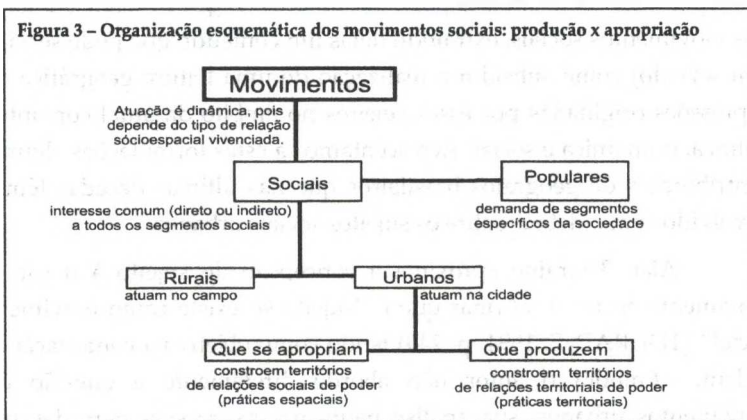 Figura 3 – Organização esquemática dos movimentos sociais: produção x apropriação
Movimentos
Atuação é dinâmica, pois
depende do tipo de relação
sócioespacial vivenciada.
Sociais
Populares
interesse comum (direto ou indireto)
a todos os segmentos sociais
demanda de segmentos
específicos da sociedade
Rurais
Urbanos
atuam no campo
atuam na cidade
Que se apropriam
Que produzem
constroem territórios
de relações sociais de poder
(práticas espaciais)
constroem territórios
de relações territoriais de poder
(práticas territoriais)